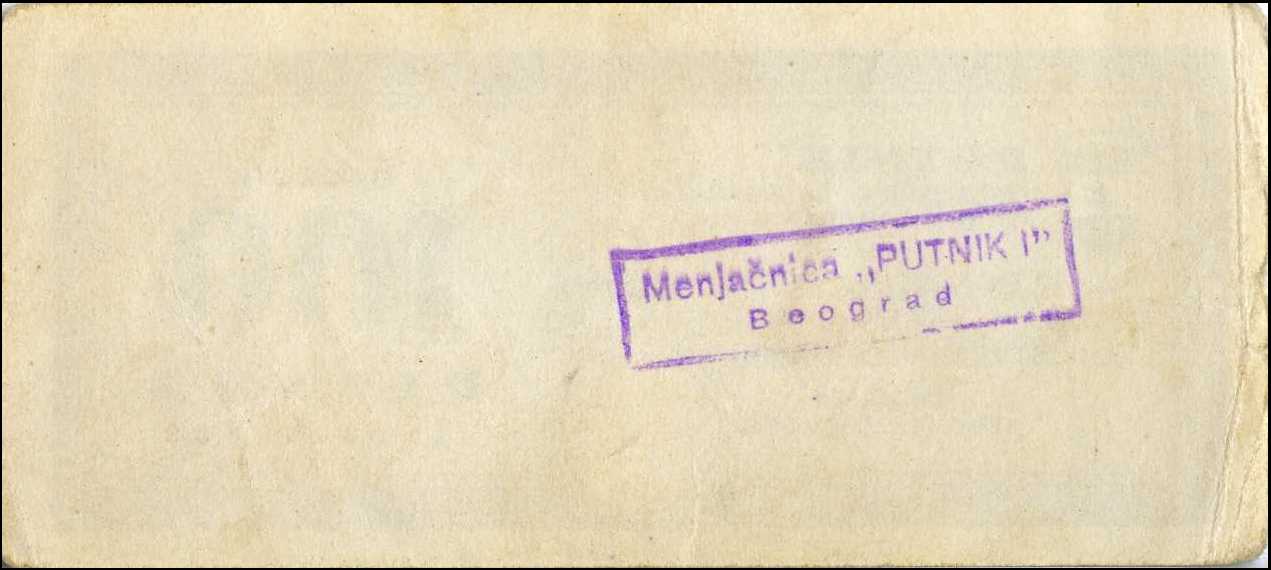 Menjačnica „PUTNIK I”
Beograd